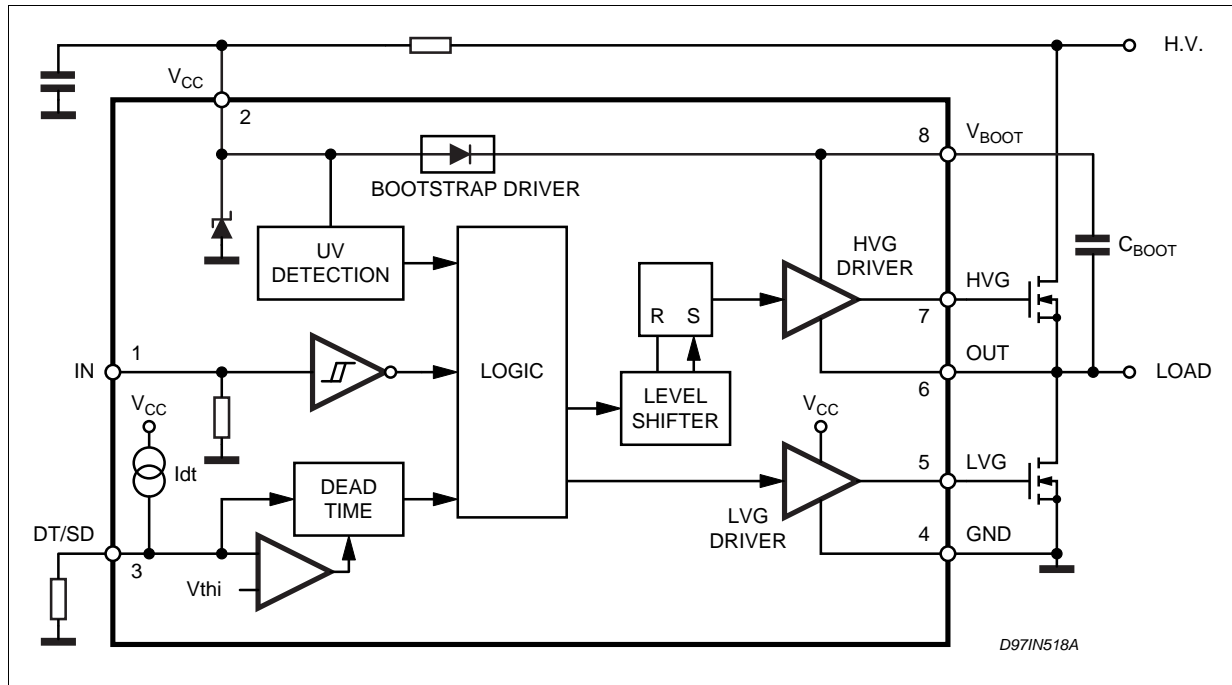 H.V.
VCC
2
8
VBOOT
BOOTSTRAP DRIVER
UV
DETECTION
HVG
DRIVER
CBOOT
HVG
R S
7
1
OUT
IN
LOGIC
LOAD
LEVEL
SHIFTER
6
VCC
VCC
Idt
5
LVG
DEAD
TIME
DT/SD
LVG
DRIVER
4
GND
3
Vthi
D97IN518A